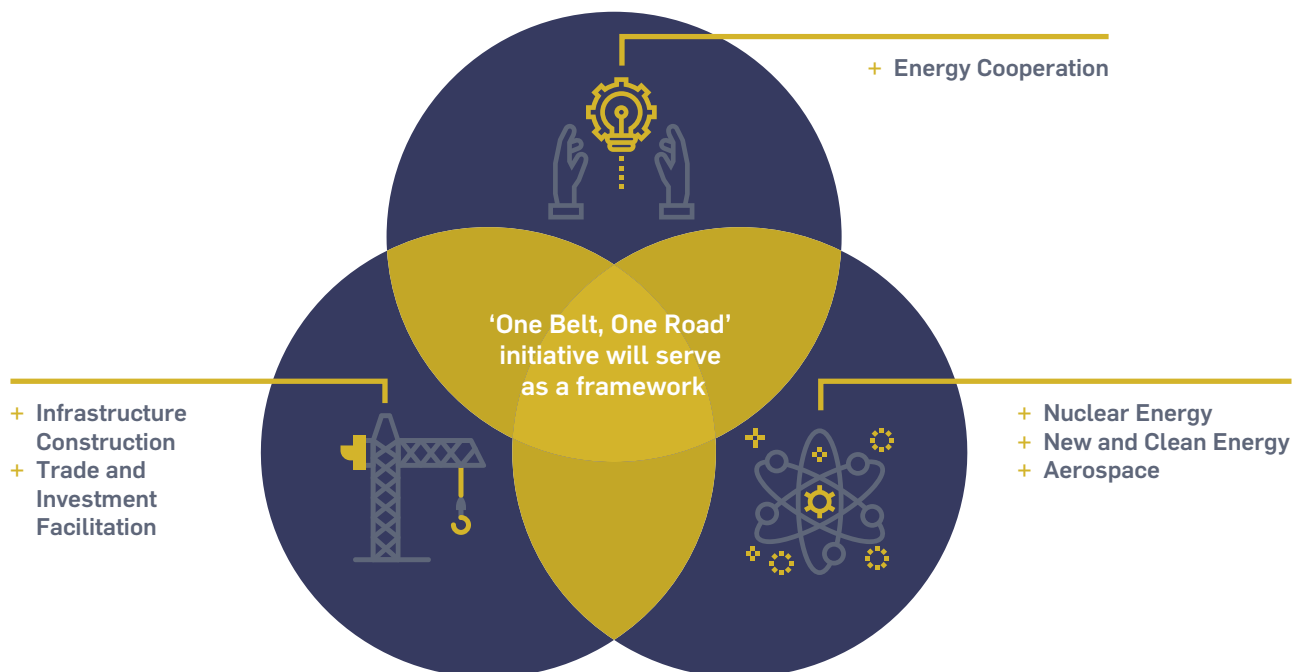 + Energy Cooperation
‘One Belt, One Road’
initiative will serve
as a framework
+ Infrastructure
Construction
+ Trade and
Investment
Facilitation
+ Nuclear Energy
+ New and Clean Energy
+ Aerospace